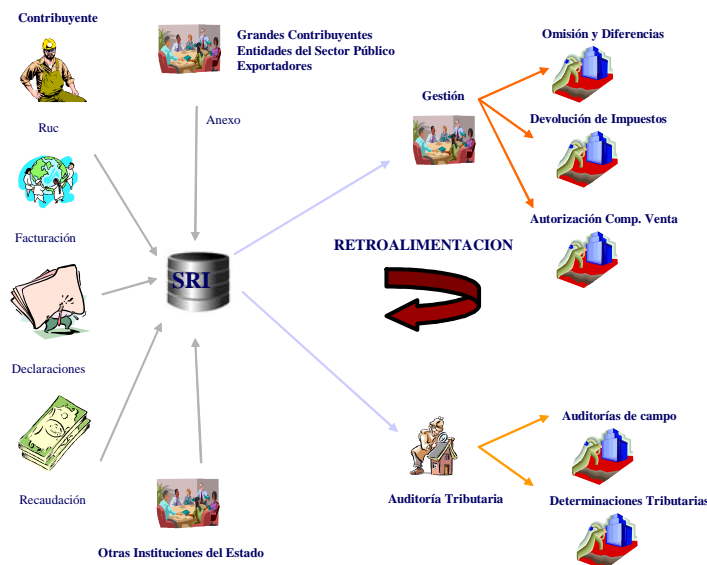 Contribuyente
Grandes Contribuyentes
Entidades del Sector Público
Exportadores
Omisión y Diferencias
Gestión
Anexo
Ruc
Devolución de Impuestos
Autorización Comp. Venta
Facturación
RETROALIMENTACION
SRI
Declaraciones
Auditorías de campo
Recaudación
Auditoría Tributaria
Determinaciones Tributarias
Otras Instituciones del Estado